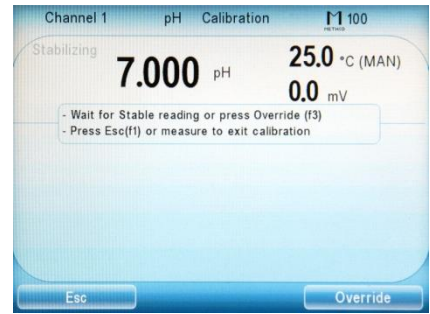 Channel 1 pH Calibration M 100
METHOD
Stabilizing
7.000 pH 25.0 °C (MAN)
0.0 mV
- Wait for Stable reading or press Override (f3)
- Press Esc(f1) or measure to exit calibration
Esc Override